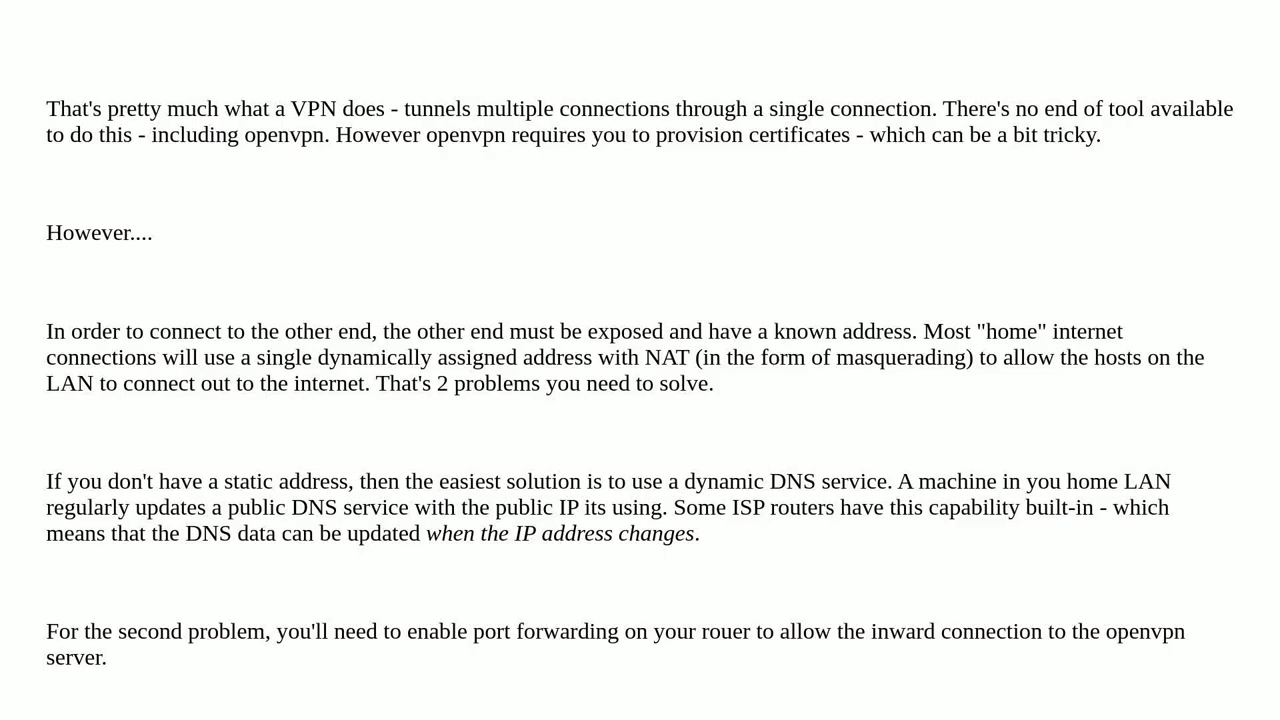 That's pretty much what a VPN does - tunnels multiple connections through a single connection. There's no end of tool available
to do this - including openvpn. However openvpn requires you to provision certificates - which can be a bit tricky.
However....
In order to connect to the other end, the other end must be exposed and have a known address. Most "home" internet
connections will use a single dynamically assigned address with NAT (in the form of masquerading) to allow the hosts on the
LAN to connect out to the internet. That's 2 problems you need to solve.
If you don't have a static address, then the easiest solution is to use a dynamic DNS service. A machine in you home LAN
regularly updates a public DNS service with the public IP its using. Some ISP routers have this capability built-in - which
means that the DNS data can be updated when the IP address changes.
For the second problem, you'll need to enable port forwarding on your rouer to allow the inward connection to the openvpn
server.